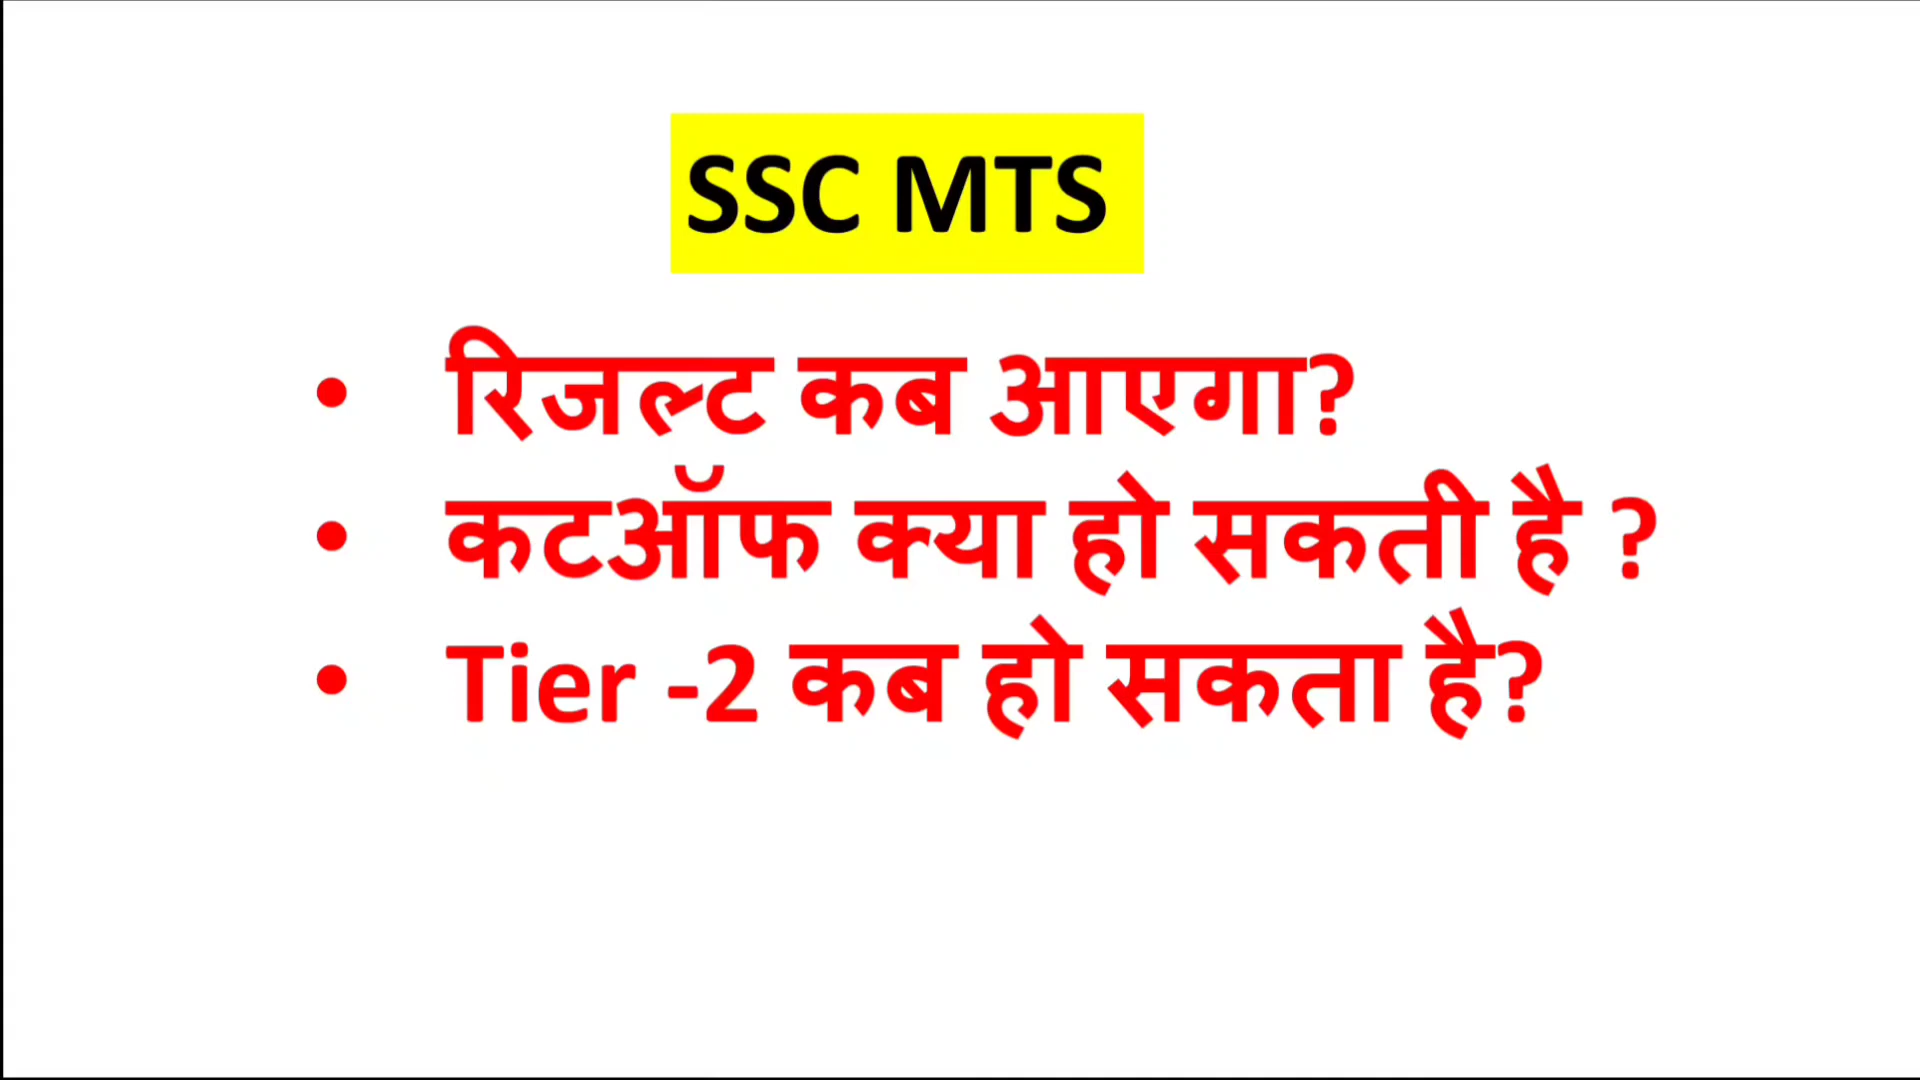 SSC MTS
• रिजल्ट कब आएगा?
• कटऑफ क्या हो सकती है ?
• Tier -2 कब हो सकता है?